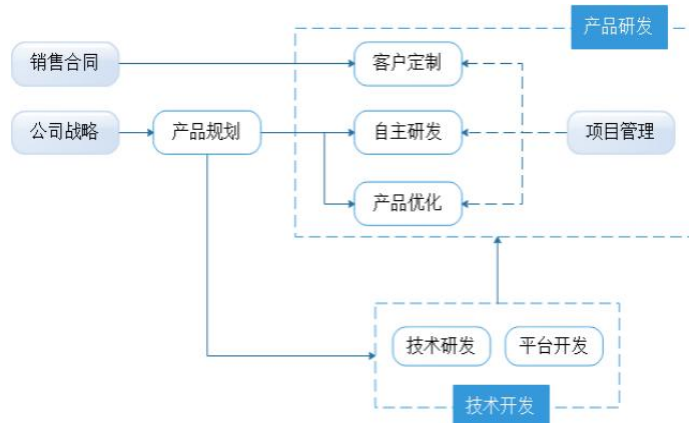 产品研发
销售合同
客户定制
公司战略
产品规划
自主研发
项目管理
产品优化
技术研发
平台开发
技术开发